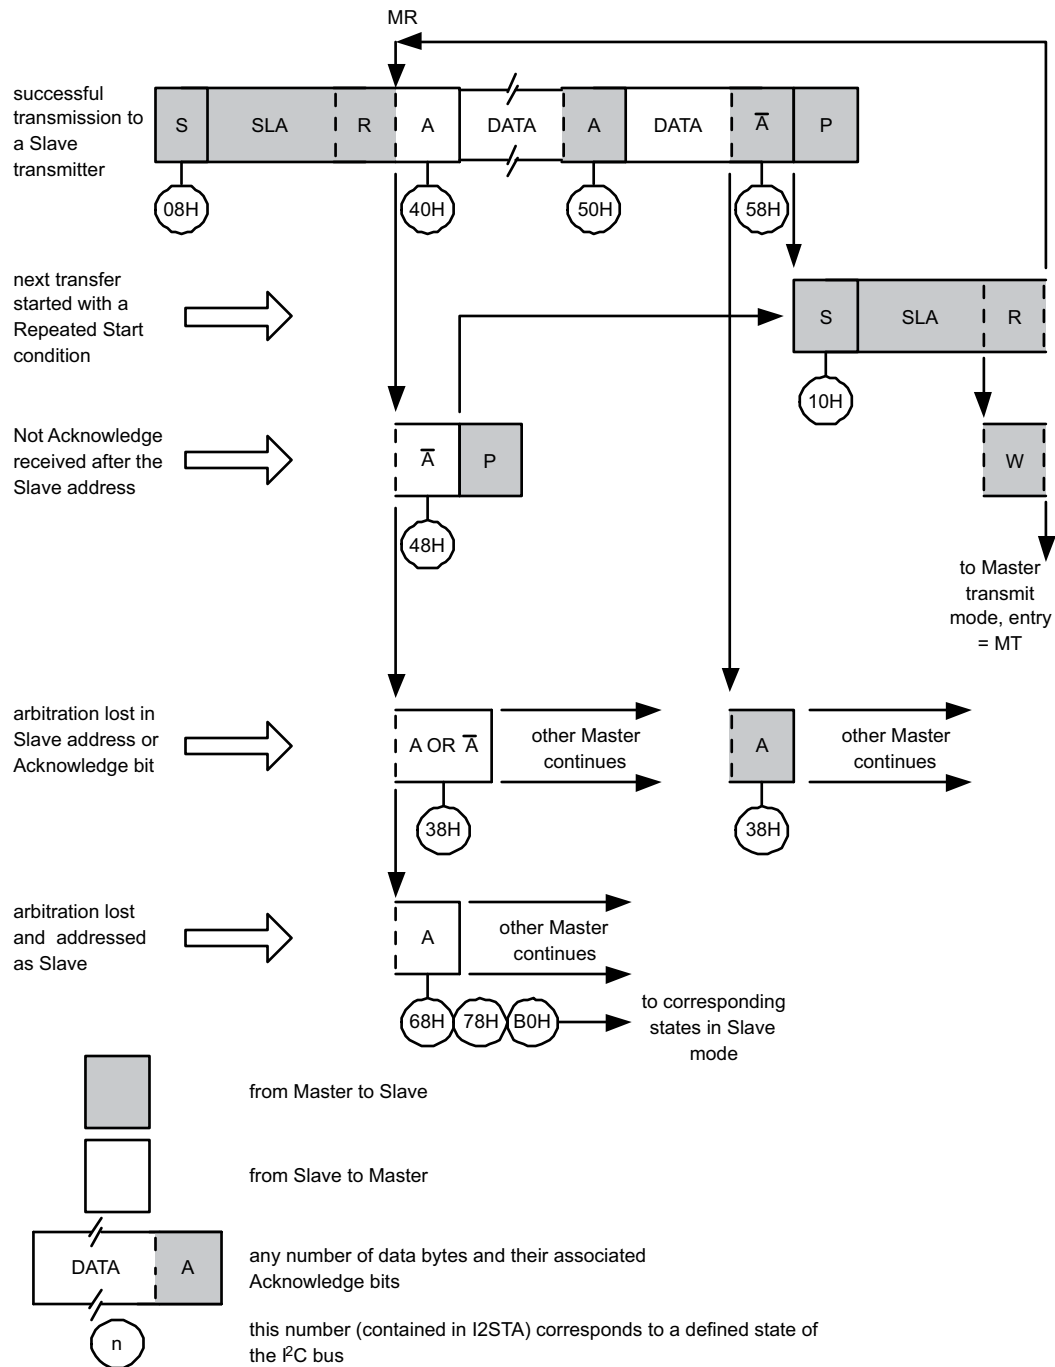 MR
successful
transmission to
a Slave
transmitter
S SLA R A DATA A DATA A̅ P
08H 40H 50H 58H
next transfer
started with a
Repeated Start
condition
S SLA R
10H
Not Acknowledge
received after the
Slave address
A̅ P
W
48H
to Master
transmit
mode, entry
= MT
arbitration lost in
Slave address or
Acknowledge bit
A OR A̅
other Master
continues
A
other Master
continues
38H 38H
arbitration lost
and addressed
as Slave
A
other Master
continues
68H 78H B0H
to corresponding
states in Slave
mode
from Master to Slave
from Slave to Master
DATA A
any number of data bytes and their associated
Acknowledge bits
n
this number (contained in I2STA) corresponds to a defined state of
the I²C bus